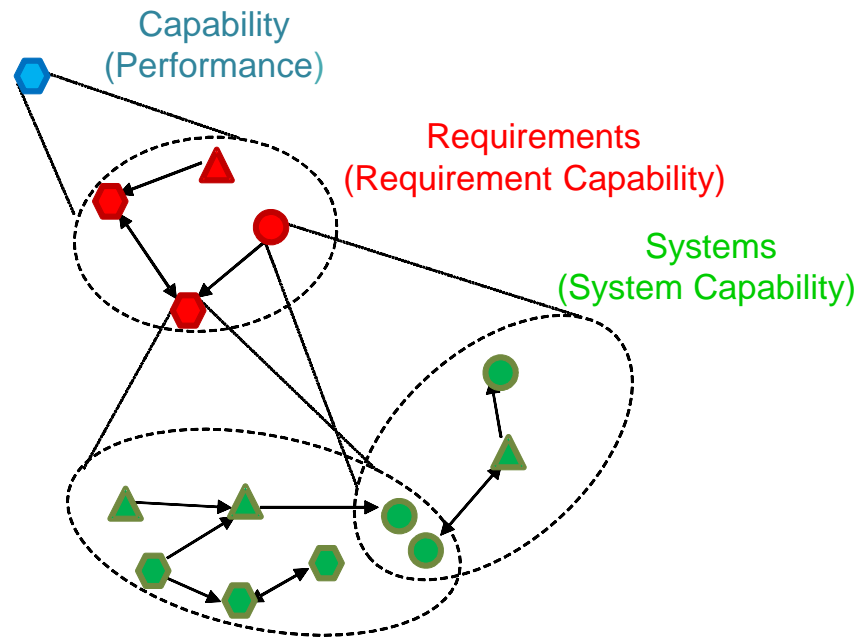 Capability
(Performance)
Requirements
(Requirement Capability)
Systems
(System Capability)